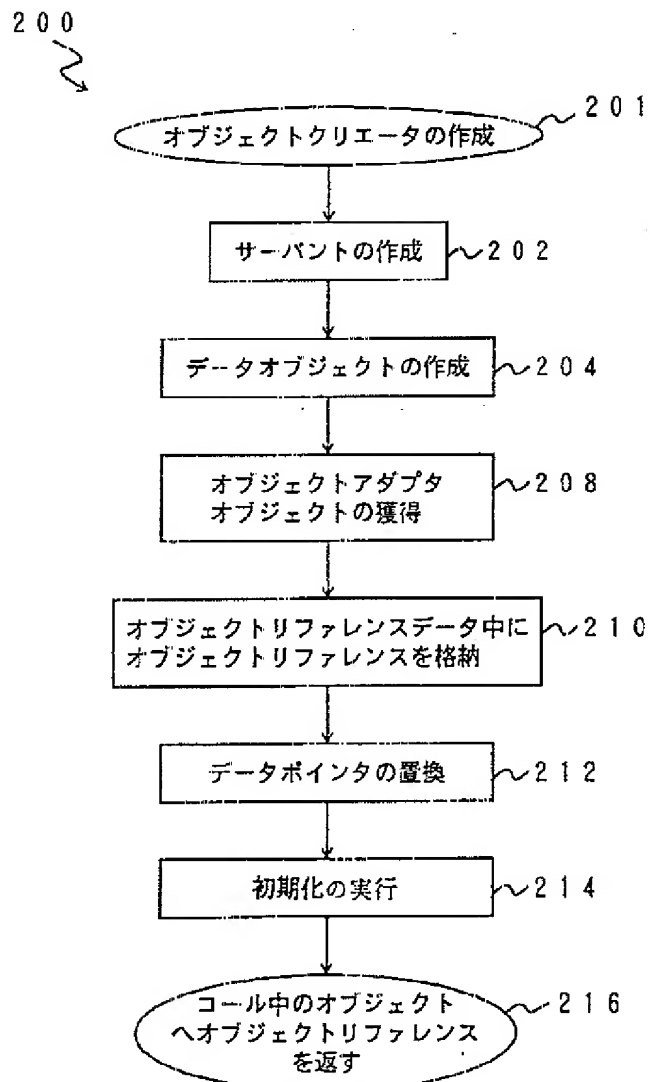 200
オブジェクトクリエータの作成
201
サーバントの作成
202
データオブジェクトの作成
204
オブジェクトアダプタ
オブジェクトの獲得
208
オブジェクトリファレンスデータ中に
オブジェクトリファレンスを格納
210
データポインタの置換
212
初期化の実行
214
コール中のオブジェクト
へオブジェクトリファレンス
を返す
216